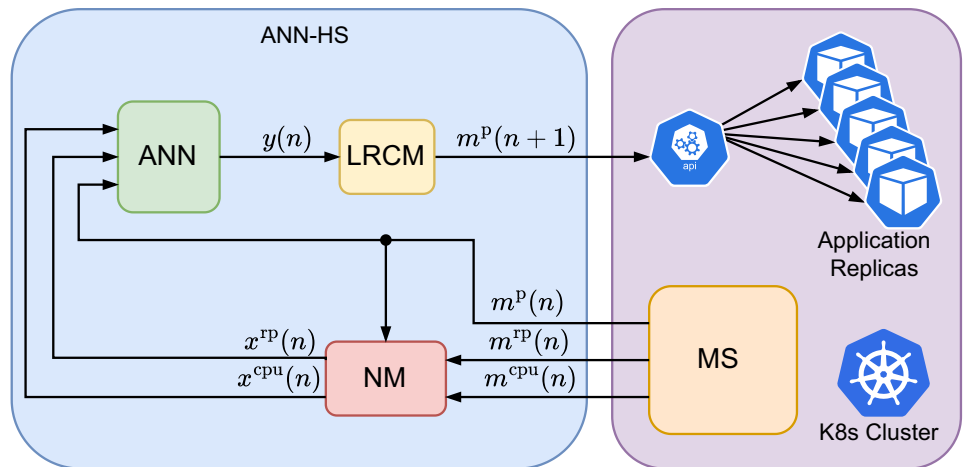 ANN-HS
ANN
y(n)
LRCM
m^p(n + 1)
api
Application
Replicas
m^p(n)
x^rp(n)
m^rp(n)
x^cpu(n)
m^cpu(n)
NM
MS
K8s Cluster